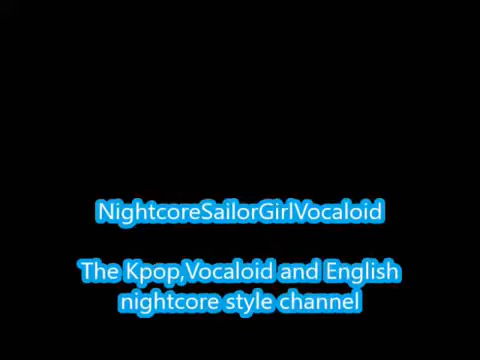 NightcoreSailorGirlVocaloid
The Kpop,Vocaloid and English
nightcore style channel